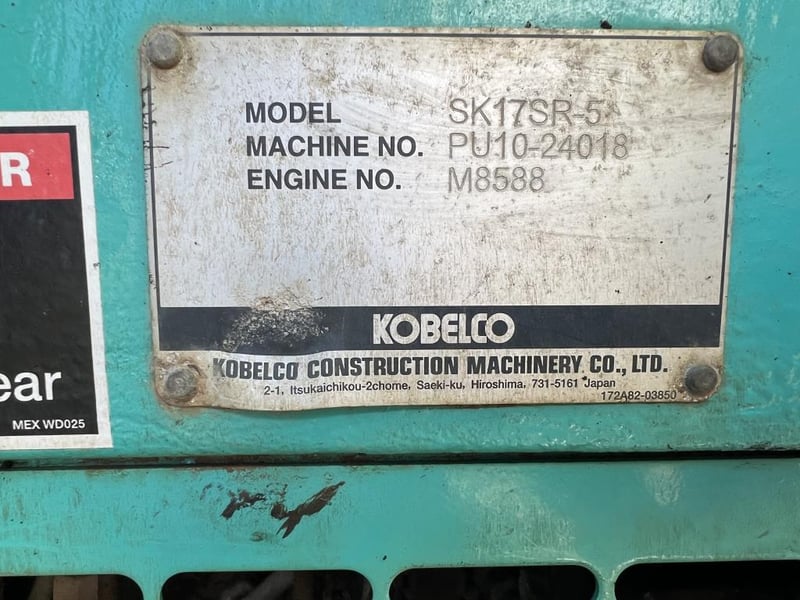 R
ear
MEX WD025
MODEL SK17SR-5
MACHINE NO. PU10-24018
ENGINE NO. M8588
KOBELCO
KOBELCO CONSTRUCTION MACHINERY CO., LTD.
2-1, Itsukaichikou-2chome, Saeki-ku, Hiroshima, 731-5161 Japan
172A82-03850